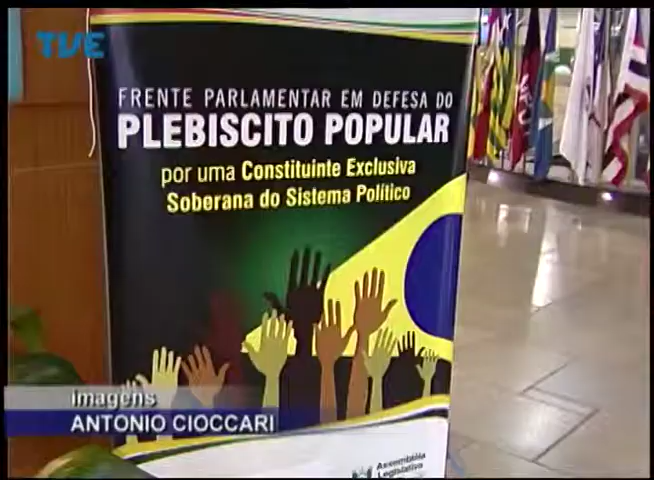 TVE
FRENTE PARLAMENTAR EM DEFESA DO
PLEBISCITO POPULAR
por uma Constituinte Exclusiva
Soberana do Sistema Político
imagens
ANTONIO CIOCCARI
Assembléia
Legislativa